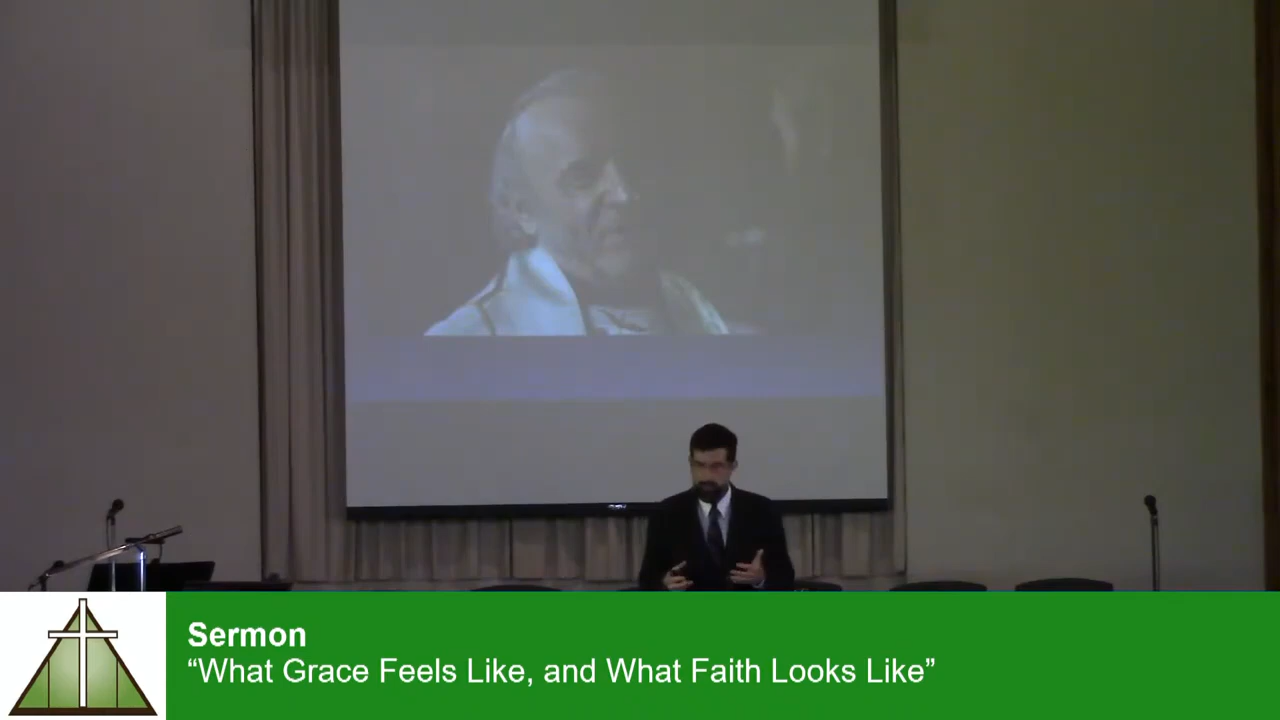 Sermon
“What Grace Feels Like, and What Faith Looks Like”